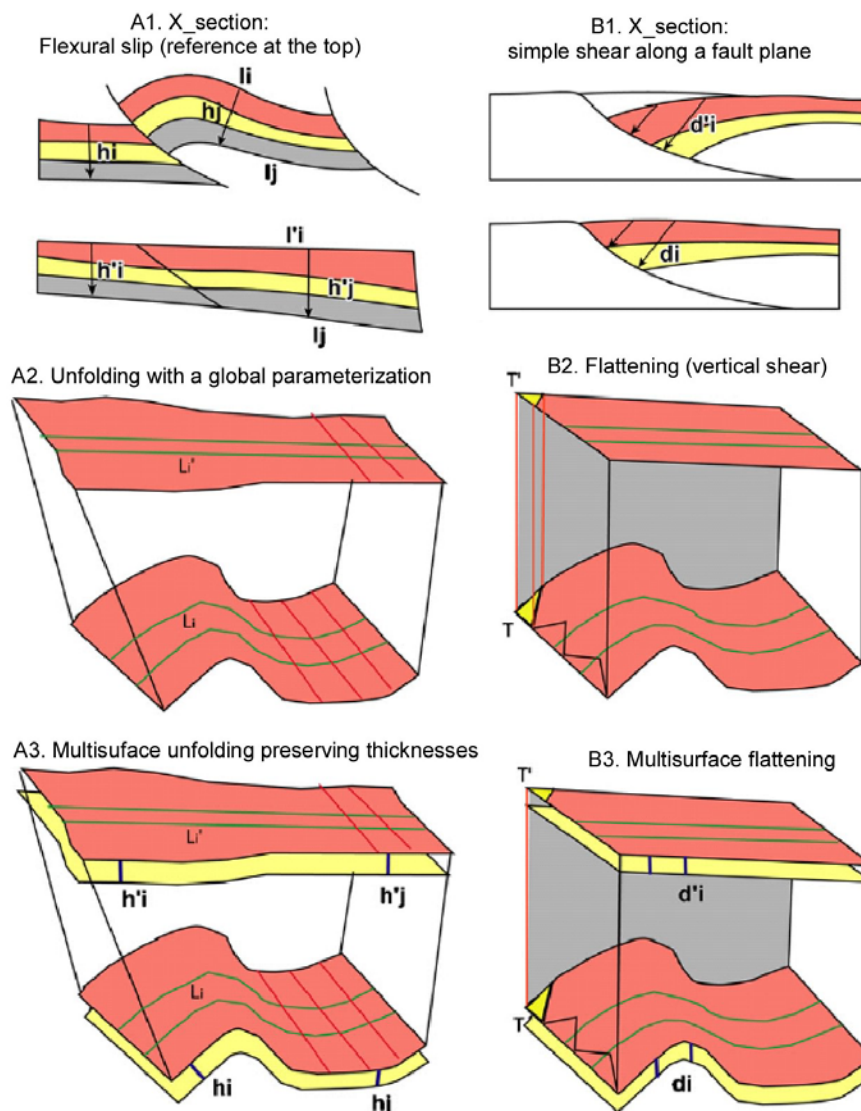 A1. X_section:
Flexural slip (reference at the top)
li
hj
hi
lj
l'i
h'i
h'j
lj
B1. X_section:
simple shear along a fault plane
d'i
di
A2. Unfolding with a global parameterization
Li'
Li
B2. Flattening (vertical shear)
T'
T
A3. Multisuface unfolding preserving thicknesses
Li'
h'i
h'j
Li
hi
hj
B3. Multisurface flattening
T'
d'i
T
di